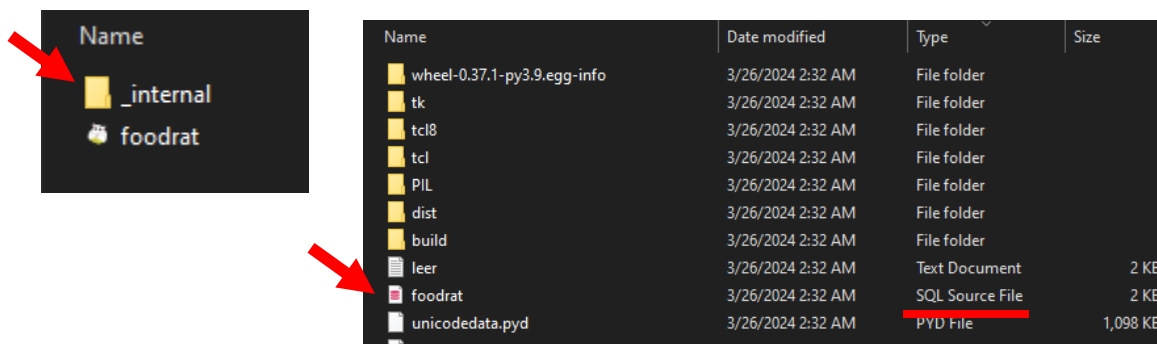 Name
_internal
foodrat
Name Date modified Type Size
wheel-0.37.1-py3.9.egg-info 3/26/2024 2:32 AM File folder
tk 3/26/2024 2:32 AM File folder
tcl8 3/26/2024 2:32 AM File folder
tcl 3/26/2024 2:32 AM File folder
PIL 3/26/2024 2:32 AM File folder
dist 3/26/2024 2:32 AM File folder
build 3/26/2024 2:32 AM File folder
leer 3/26/2024 2:32 AM Text Document 2 KB
foodrat 3/26/2024 2:32 AM SQL Source File 2 KB
unicodedata.pyd 3/26/2024 2:32 AM PYD File 1,098 KB